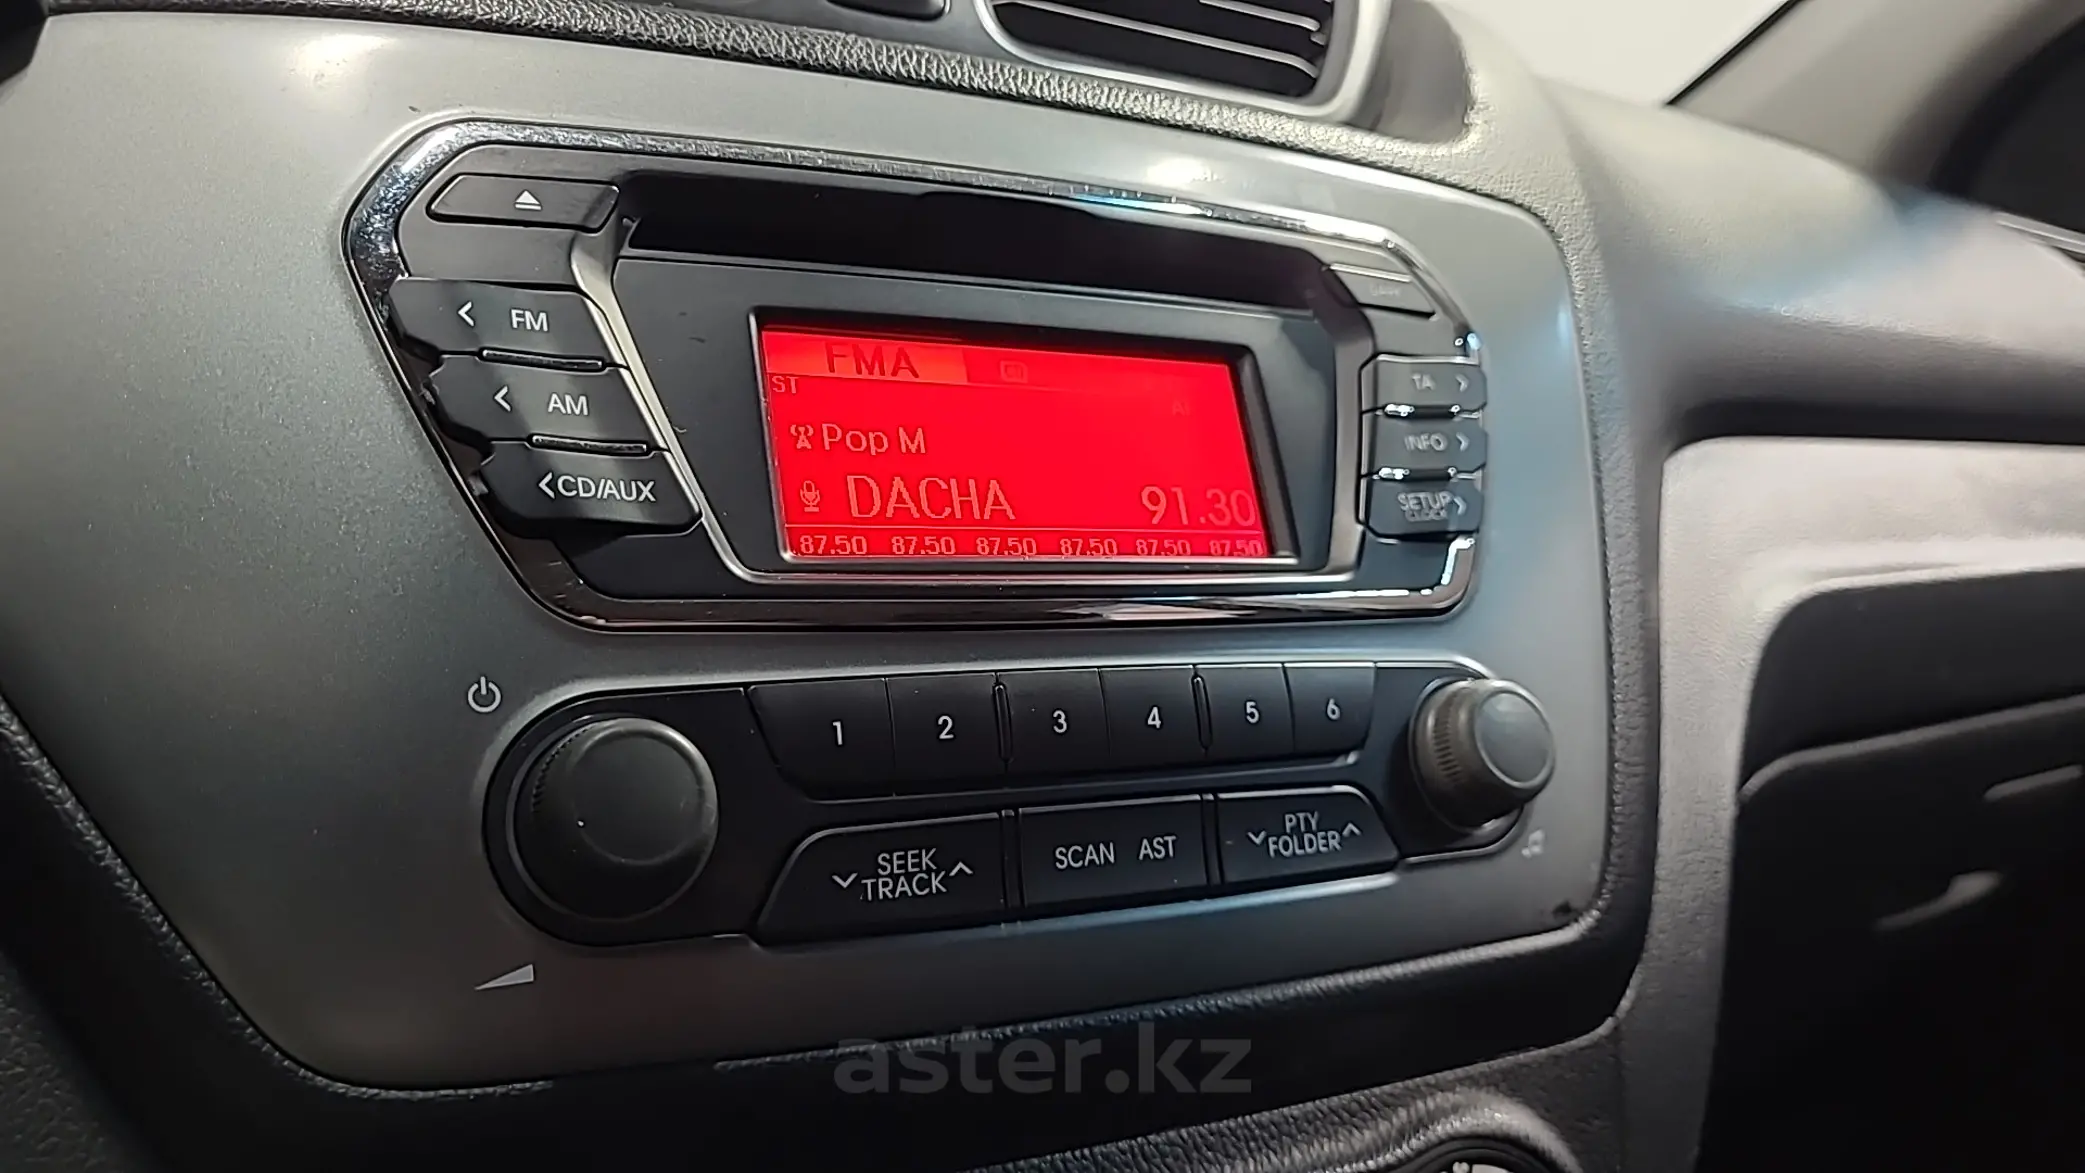 FM
AM
CD/AUX
FMA
ST
Pop M
DACHA 91.30
87.50 87.50 87.50 87.50 87.50 87.50
TA
INFO
SETUP
CLOCK
1 2 3 4 5 6
SEEK
TRACK
SCAN AST
PTY
FOLDER
aster.kz